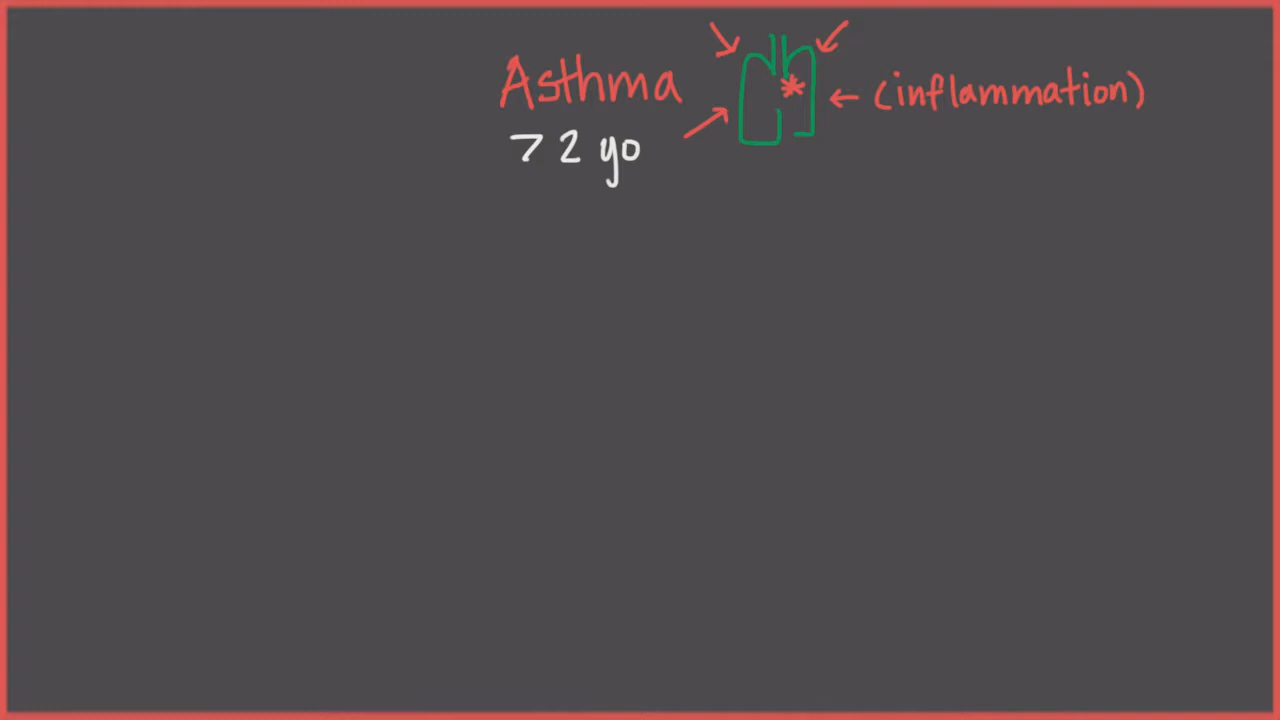 Asthma
> 2 yo
* ← (inflammation)